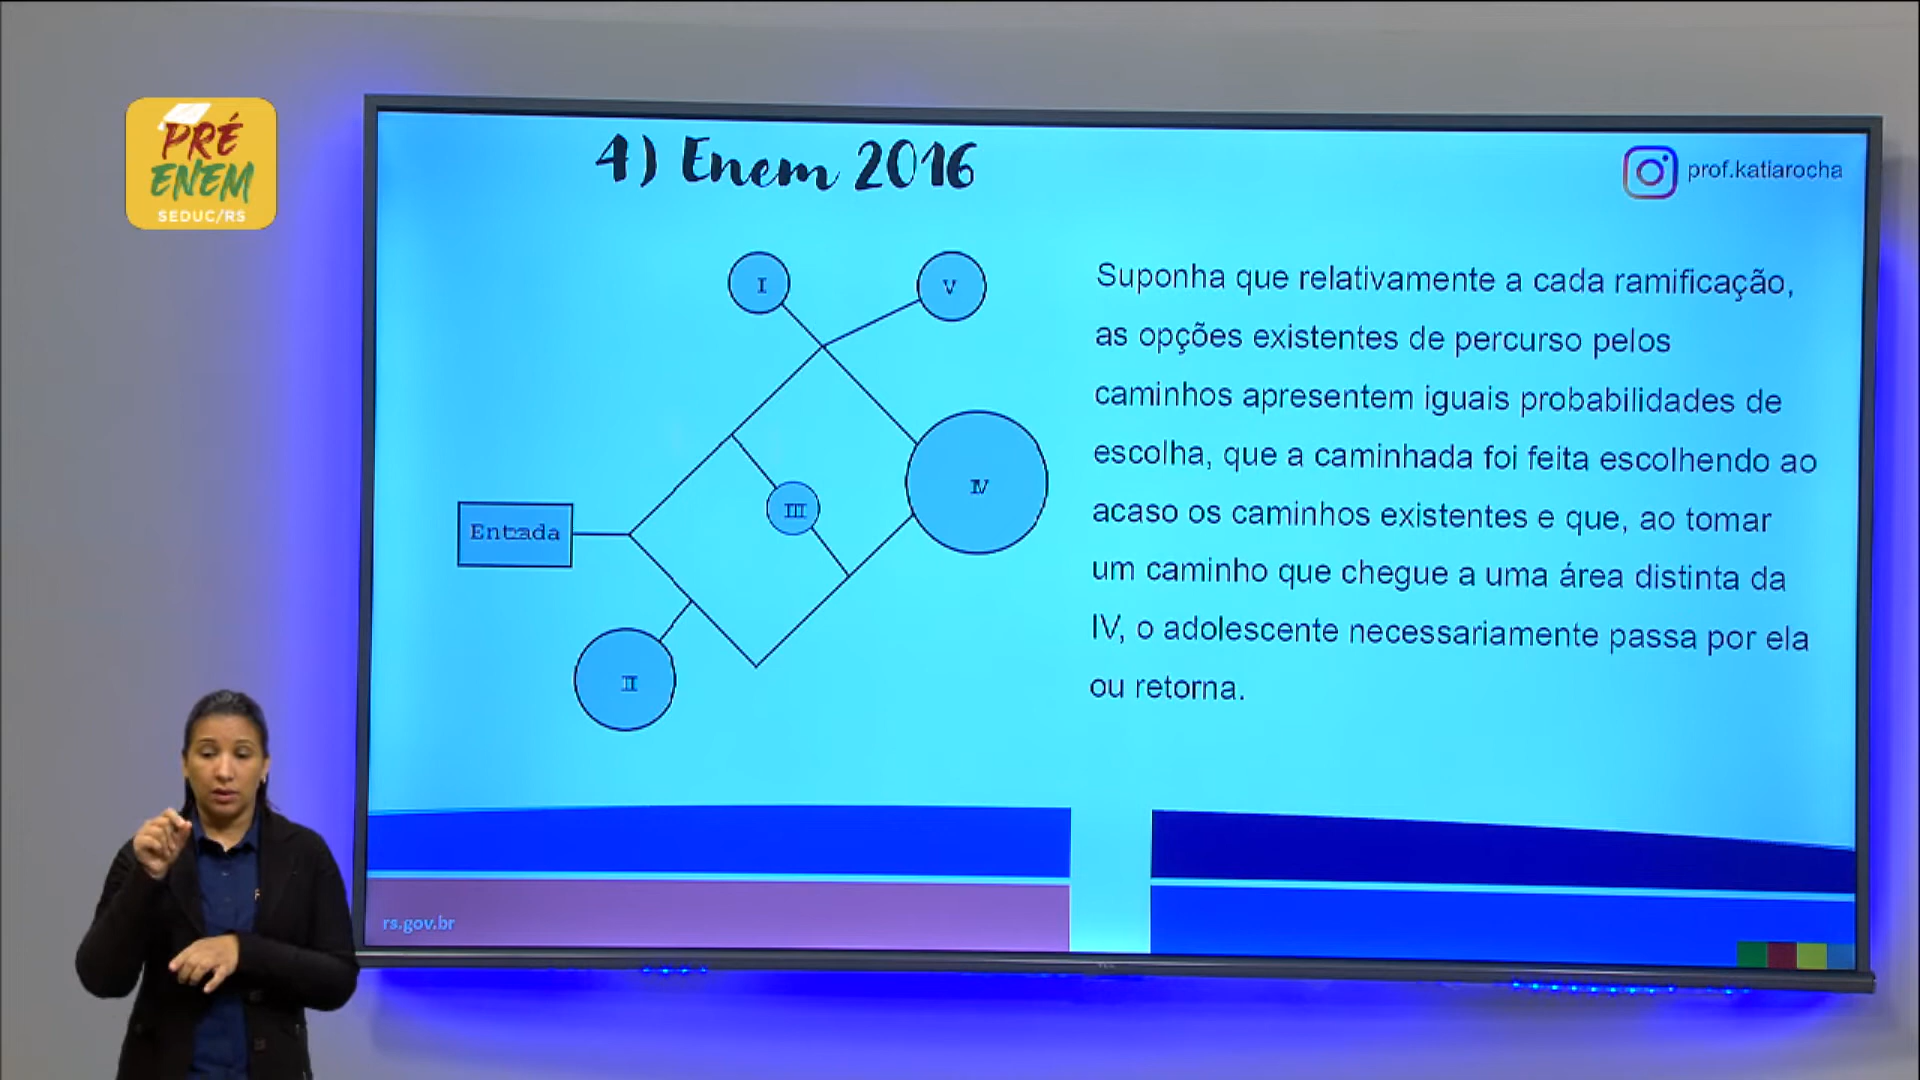 PRÉ
ENEM
SEDUC/RS
4) Enem 2016
prof.katiarocha
I
V
III
IV
Entrada
II
Suponha que relativamente a cada ramificação,
as opções existentes de percurso pelos
caminhos apresentem iguais probabilidades de
escolha, que a caminhada foi feita escolhendo ao
acaso os caminhos existentes e que, ao tomar
um caminho que chegue a uma área distinta da
IV, o adolescente necessariamente passa por ela
ou retorna.
rs.gov.br